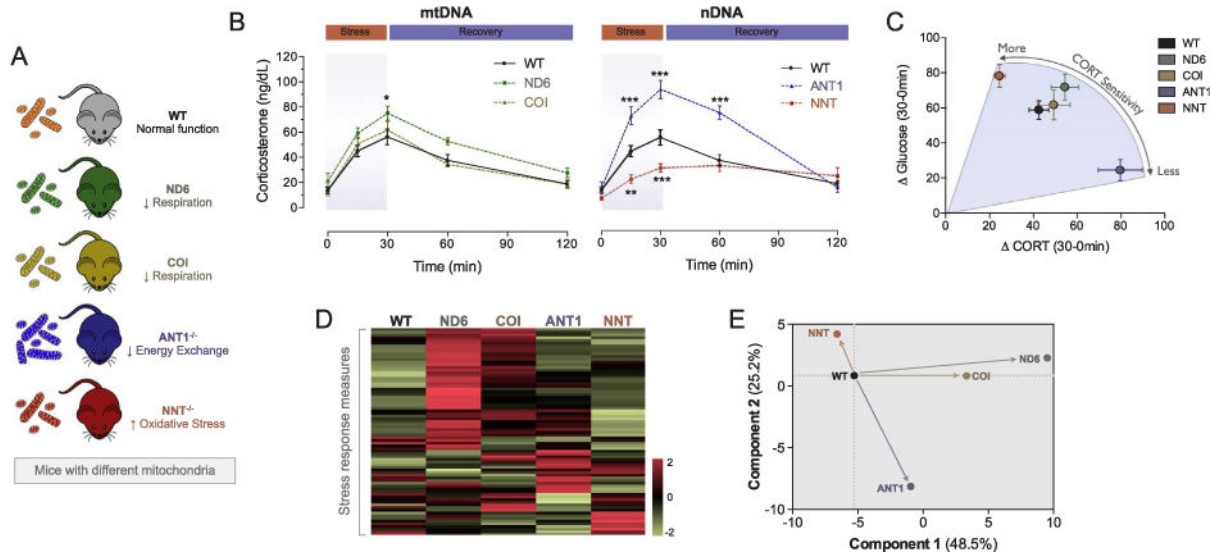 A
WT
Normal function
ND6
↓ Respiration
COI
↓ Respiration
ANT1-/-
↓ Energy Exchange
NNT-/-
↑ Oxidative Stress
Mice with different mitochondria
B
mtDNA
Stress
Recovery
Corticosterone (ng/dL)
120
100
80
60
40
20
0
*
WT
ND6
COI
0
30
60
90
120
Time (min)
nDNA
Stress
Recovery
***
***
***
**
***
WT
ANT1
NNT
0
30
60
90
120
Time (min)
C
Δ Glucose (30-0min)
100
80
60
40
20
0
More
CORT Sensitivity
Less
WT
ND6
COI
ANT1
NNT
0
20
40
60
80
100
Δ CORT (30-0min)
D
WT
ND6
COI
ANT1
NNT
Stress response measures
2
1
0
-1
-2
E
Component 2 (25.2%)
5
0
-5
-10
NNT
WT
ND6
COI
ANT1
-10
-5
0
5
10
Component 1 (48.5%)